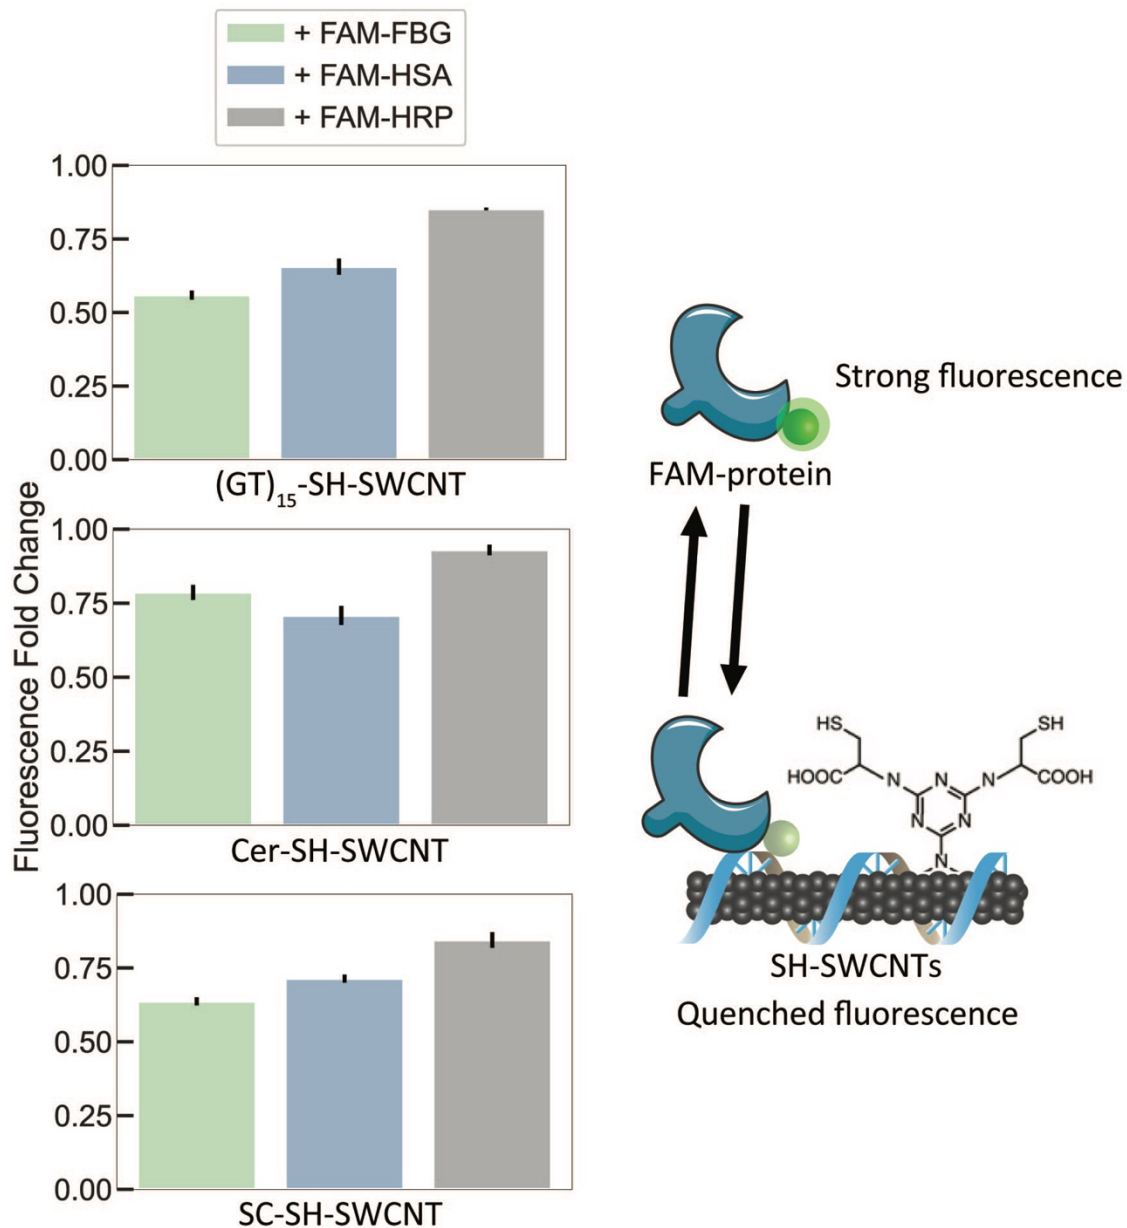 + FAM-FBG
+ FAM-HSA
+ FAM-HRP
Fluorescence Fold Change
1.00
0.75
0.50
0.25
0.00
(GT)₁₅-SH-SWCNT
1.00
0.75
0.50
0.25
0.00
Cer-SH-SWCNT
1.00
0.75
0.50
0.25
0.00
SC-SH-SWCNT
Strong fluorescence
FAM-protein
HS SH
HOOC N N COOH
N N
N
N
SH-SWCNTs
Quenched fluorescence